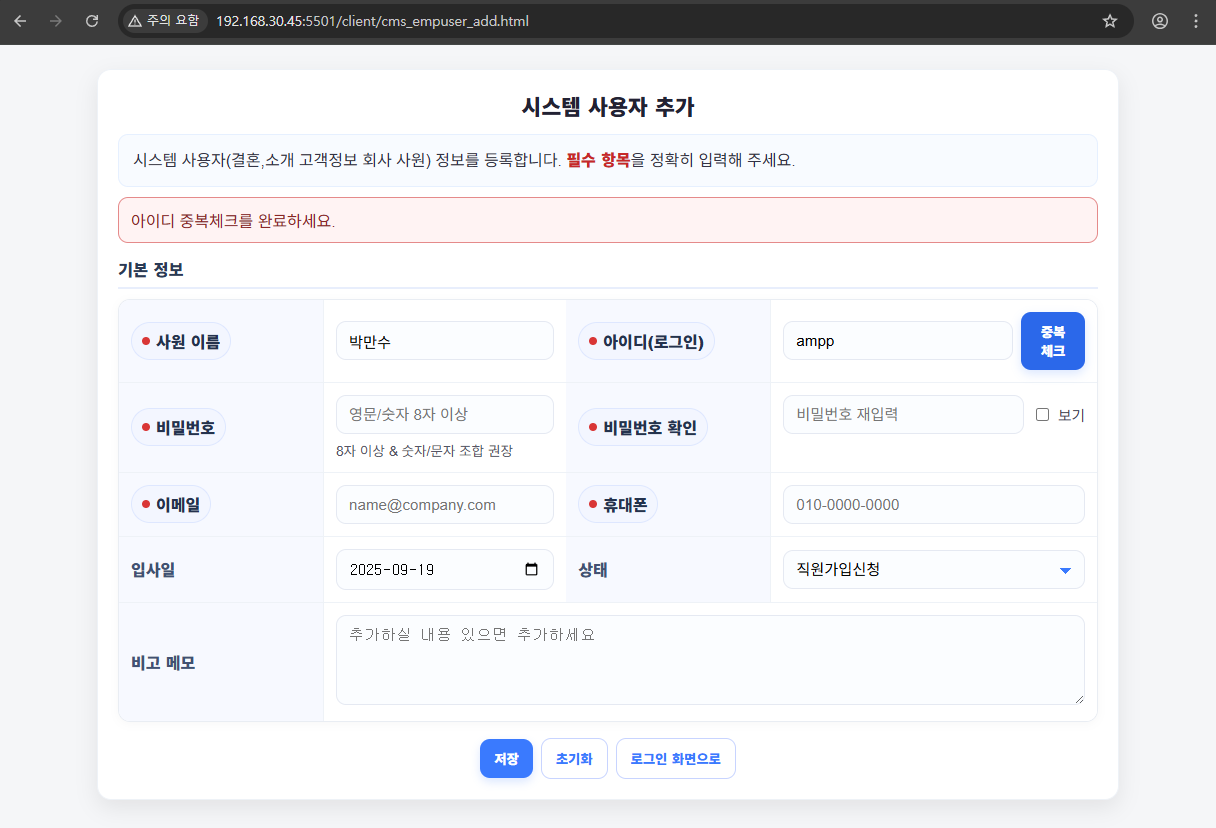 주의 요함 192.168.30.45:5501/client/cms_empuser_add.html
시스템 사용자 추가
시스템 사용자(결혼,소개 고객정보 회사 사원) 정보를 등록합니다. 필수 항목을 정확히 입력해 주세요.
아이디 중복체크를 완료하세요.
기본 정보
사원 이름 박만수 아이디(로그인) ampp 중복
체크
비밀번호 영문/숫자 8자 이상 비밀번호 확인 비밀번호 재입력 보기
8자 이상 & 숫자/문자 조합 권장
이메일 name@company.com 휴대폰 010-0000-0000
입사일 2025-09-19 상태 직원가입신청
비고 메모 추가하실 내용 있으면 추가하세요
저장 초기화 로그인 화면으로